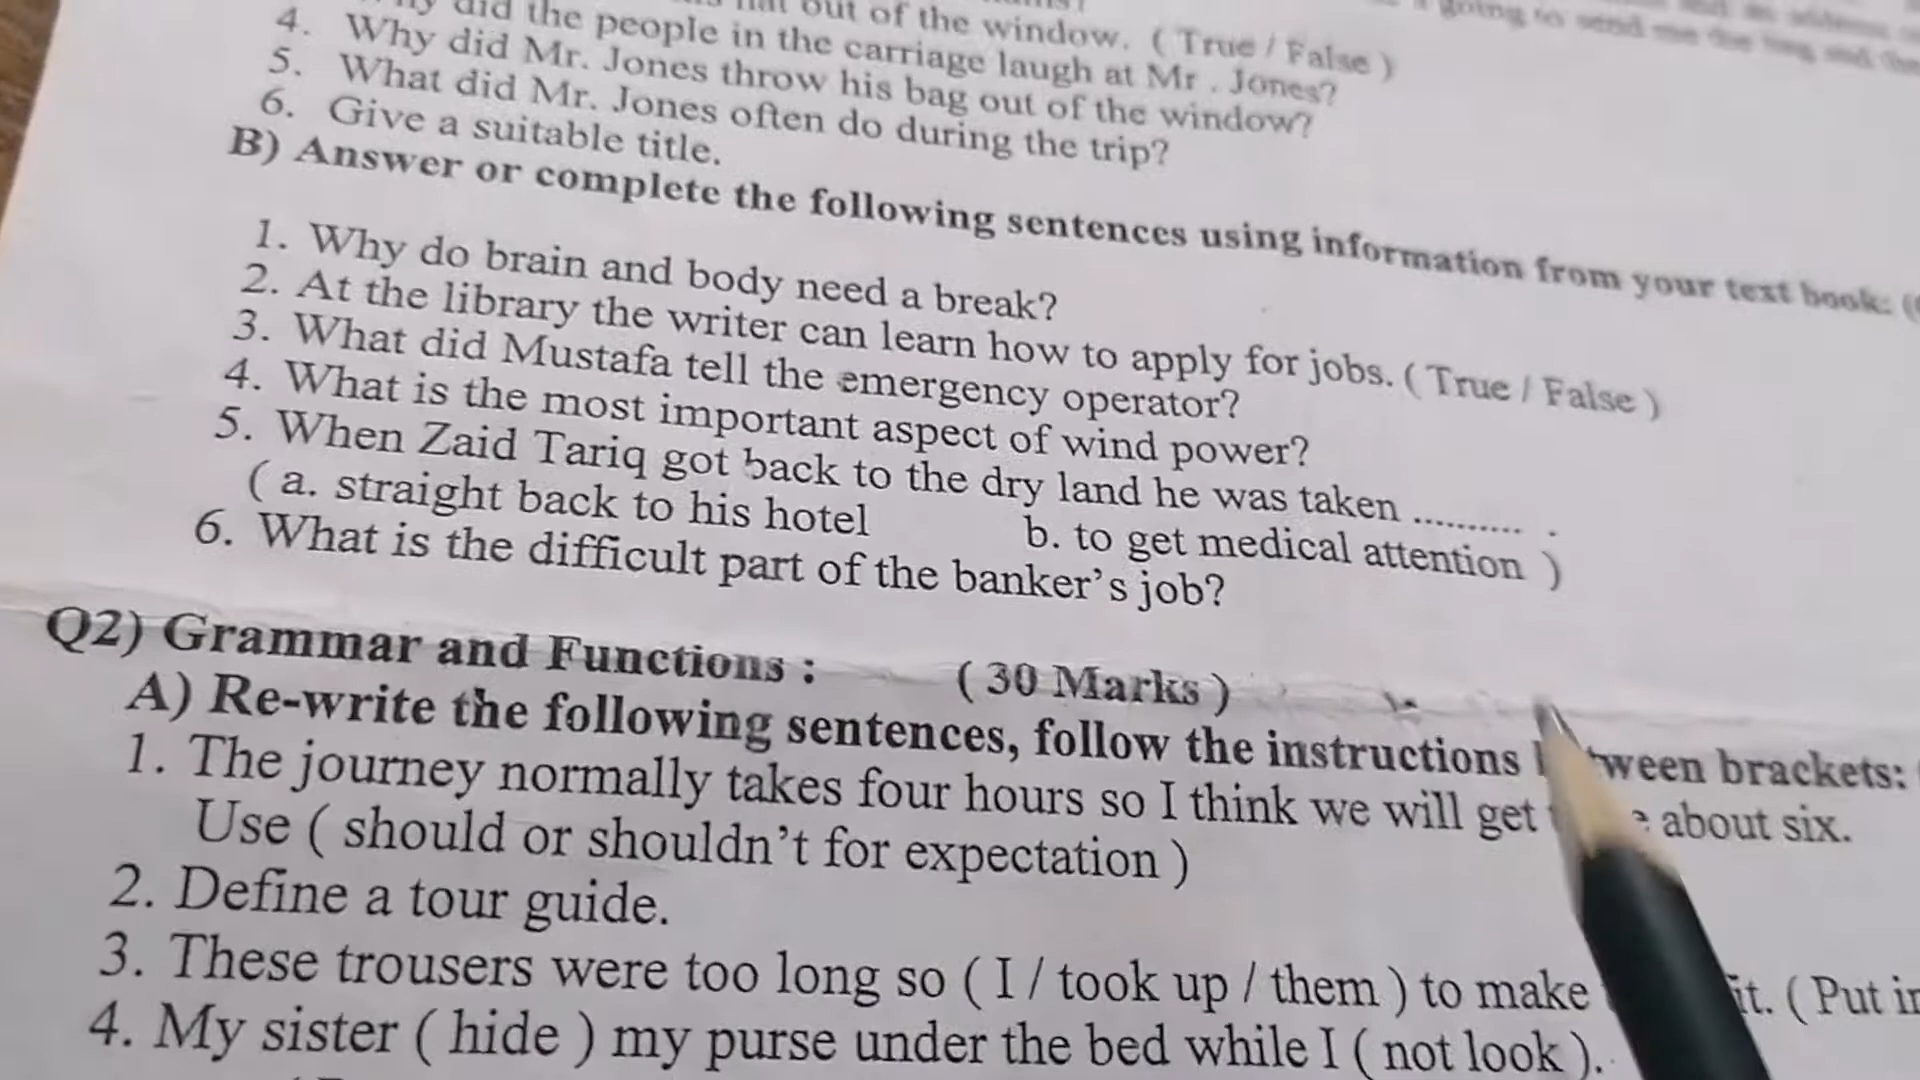 out of the window. ( True / False )
4. Why did the people in the carriage laugh at Mr . Jones?
5. Why did Mr. Jones throw his bag out of the window?
6. What did Mr. Jones often do during the trip?
Give a suitable title.
B) Answer or complete the following sentences using information from your text book: (
1. Why do brain and body need a break?
2. At the library the writer can learn how to apply for jobs. ( True / False )
3. What did Mustafa tell the emergency operator?
4. What is the most important aspect of wind power?
5. When Zaid Tariq got back to the dry land he was taken .......... .
( a. straight back to his hotel b. to get medical attention )
6. What is the difficult part of the banker's job?
Q2) Grammar and Functions : ( 30 Marks )
A) Re-write the following sentences, follow the instructions between brackets:
1. The journey normally takes four hours so I think we will get about six.
Use ( should or shouldn't for expectation )
2. Define a tour guide.
3. These trousers were too long so ( I / took up / them ) to make it. ( Put in
4. My sister ( hide ) my purse under the bed while I ( not look ).